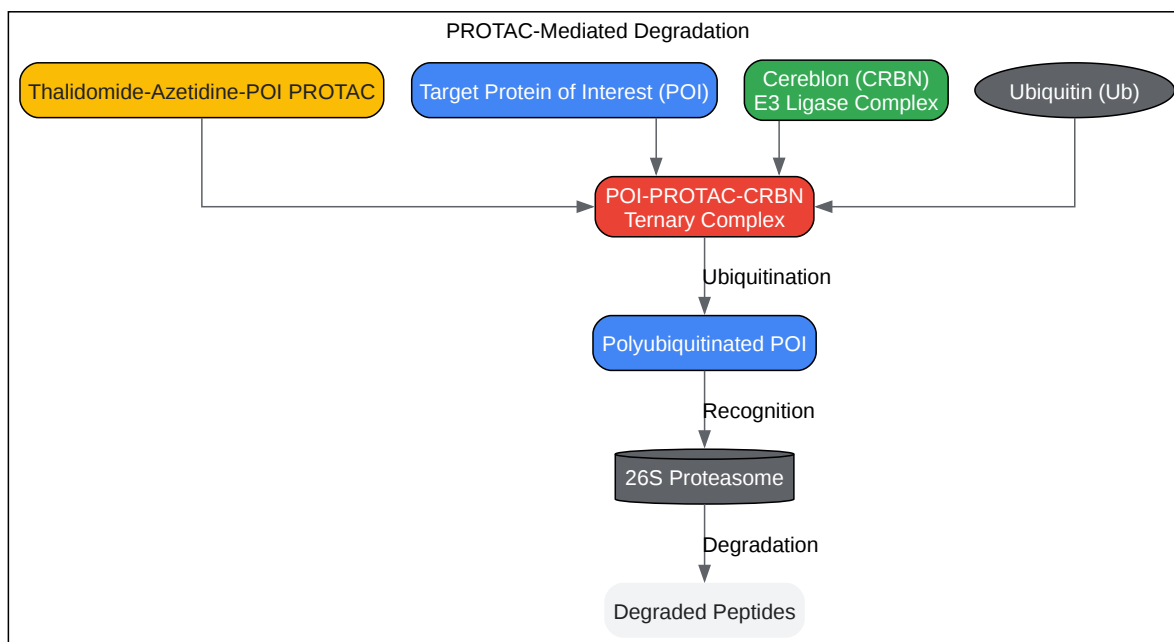 PROTAC-Mediated Degradation
Thalidomide-Azetidine-POI PROTAC
Target Protein of Interest (POI)
Cereblon (CRBN)
E3 Ligase Complex
Ubiquitin (Ub)
POI-PROTAC-CRBN
Ternary Complex
Ubiquitination
Polyubiquitinated POI
Recognition
26S Proteasome
Degradation
Degraded Peptides